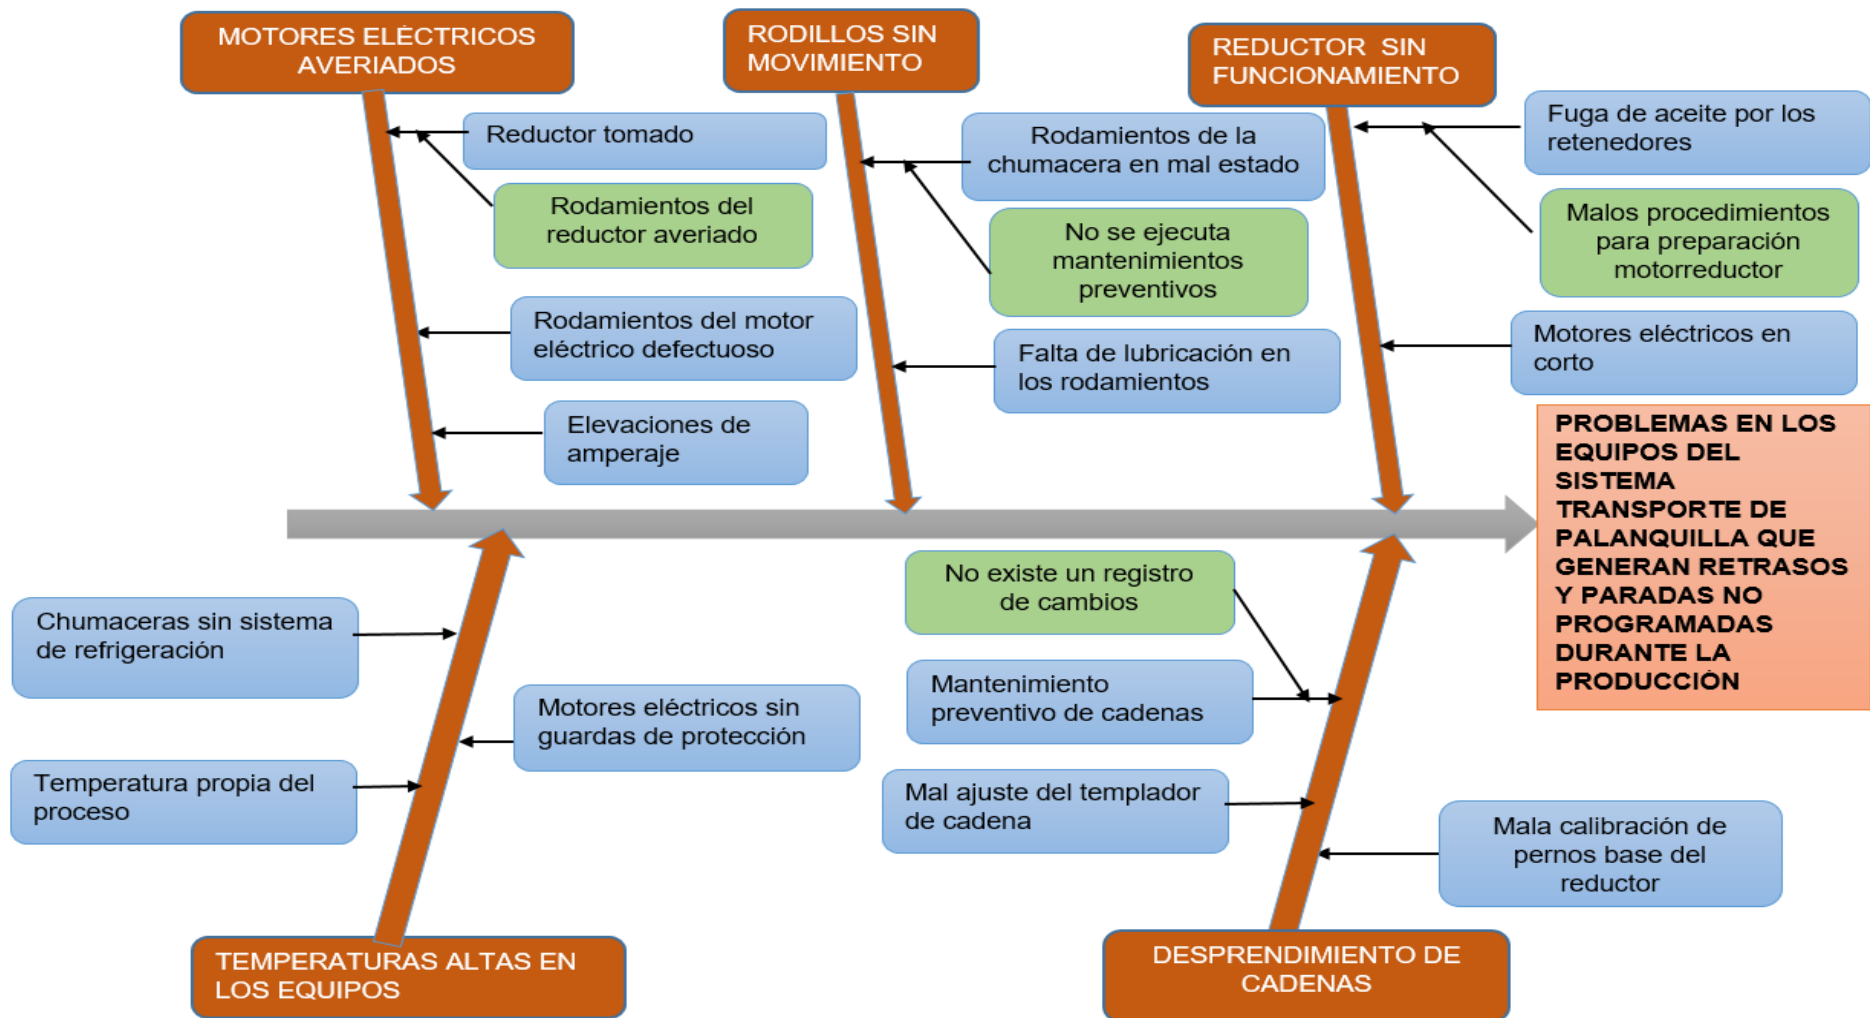 MOTORES ELÉCTRICOS
AVERIADOS
RODILLOS SIN
MOVIMIENTO
REDUCTOR SIN
FUNCIONAMIENTO
Reductor tomado
Rodamientos del
reductor averiado
Rodamientos del motor
eléctrico defectuoso
Elevaciones de
amperaje
Rodamientos de la
chumacera en mal estado
No se ejecuta
mantenimientos
preventivos
Falta de lubricación en
los rodamientos
Fuga de aceite por los
retenedores
Malos procedimientos
para preparación
motorreductor
Motores eléctricos en
corto
PROBLEMAS EN LOS
EQUIPOS DEL
SISTEMA
TRANSPORTE DE
PALANQUILLA QUE
GENERAN RETRASOS
Y PARADAS NO
PROGRAMADAS
DURANTE LA
PRODUCCIÓN
Chumaceras sin sistema
de refrigeración
Motores eléctricos sin
guardas de protección
Temperatura propia del
proceso
No existe un registro
de cambios
Mantenimiento
preventivo de cadenas
Mal ajuste del templador
de cadena
Mala calibración de
pernos base del
reductor
TEMPERATURAS ALTAS EN
LOS EQUIPOS
DESPRENDIMIENTO DE
CADENAS